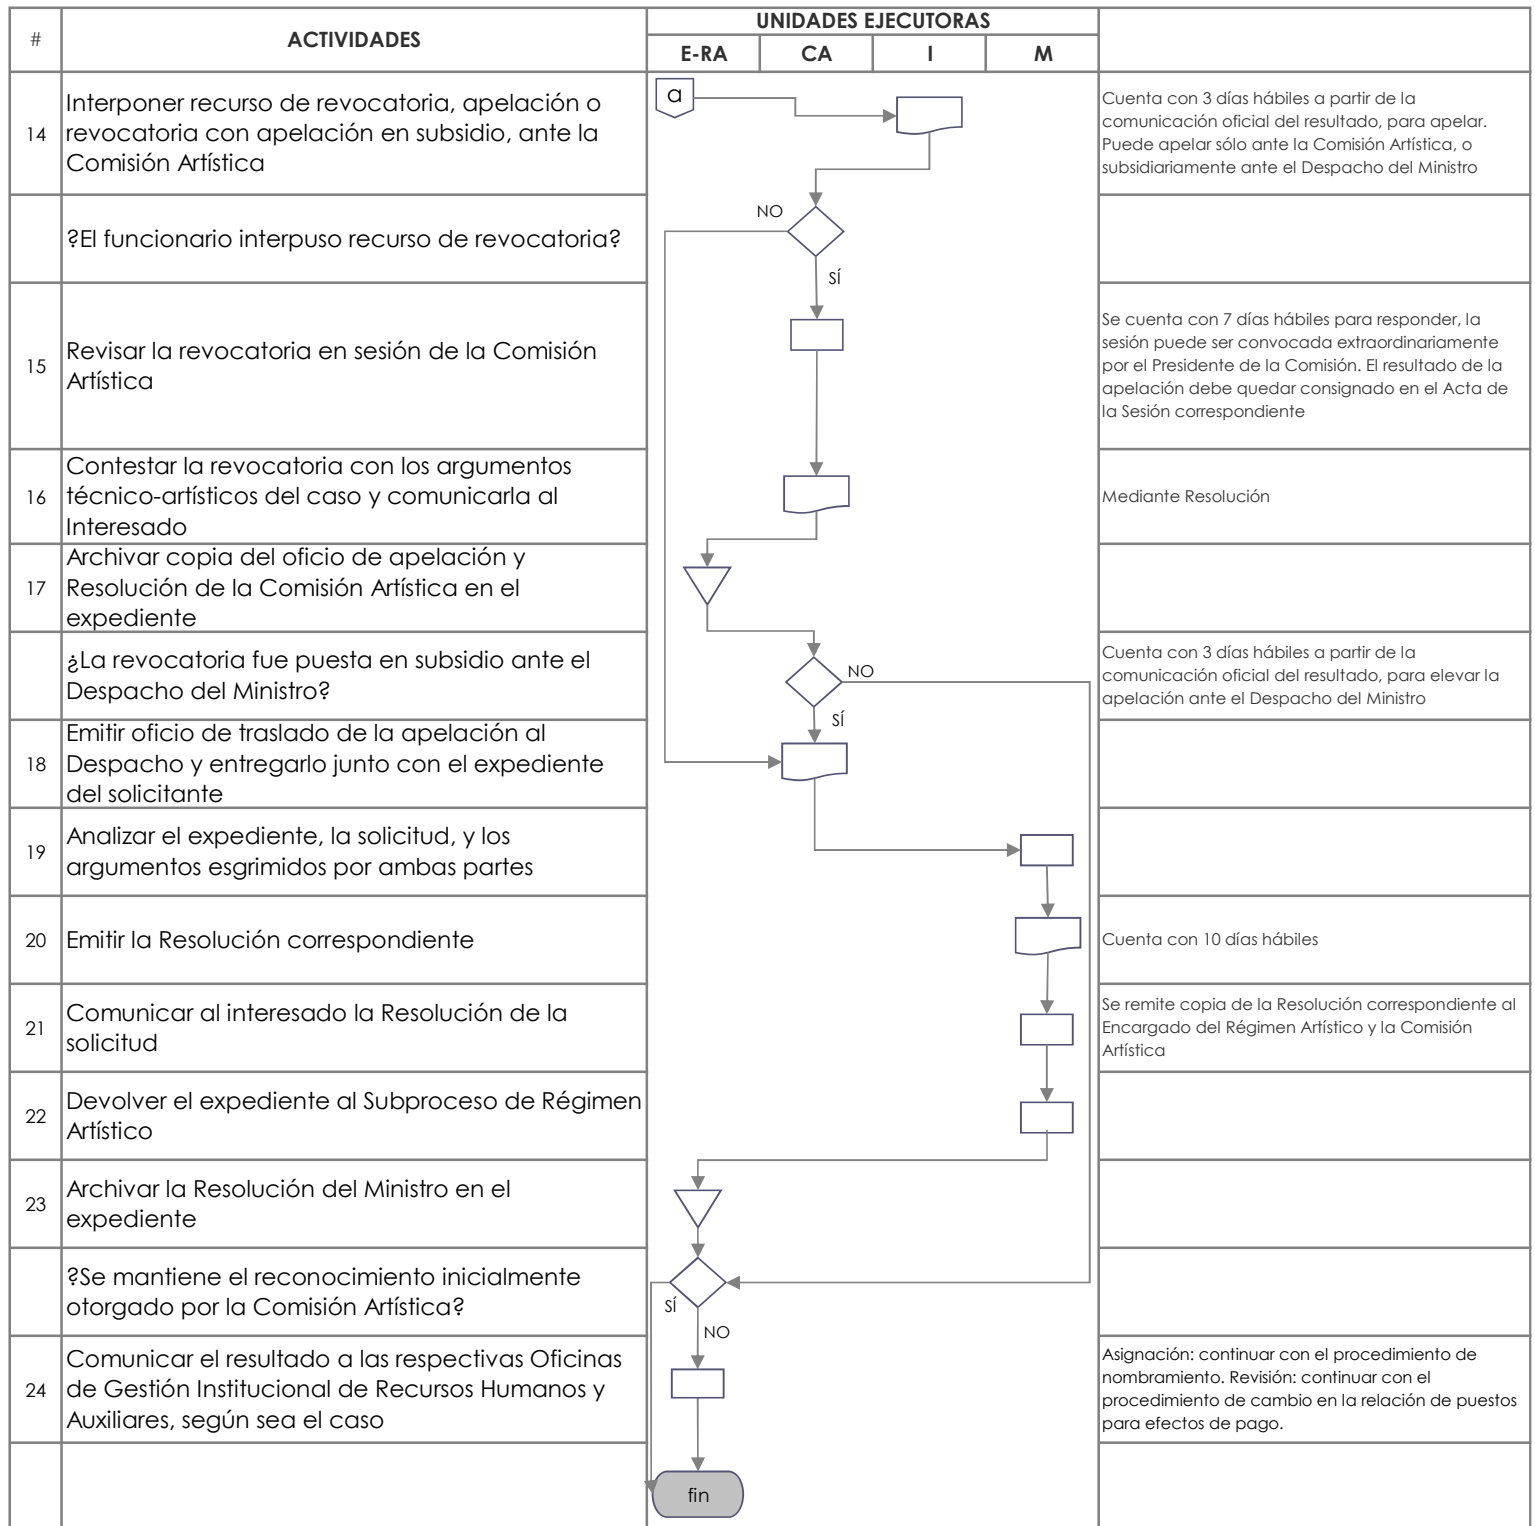 #
ACTIVIDADES
UNIDADES EJECUTORAS
E-RA
CA
I
M
14
Interponer recurso de revocatoria, apelación o
revocatoria con apelación en subsidio, ante la
Comisión Artística
a
Cuenta con 3 días hábiles a partir de la
comunicación oficial del resultado, para apelar.
Puede apelar sólo ante la Comisión Artística, o
subsidiariamente ante el Despacho del Ministro
?El funcionario interpuso recurso de revocatoria?
NO
SÍ
15
Revisar la revocatoria en sesión de la Comisión
Artística
Se cuenta con 7 días hábiles para responder, la
sesión puede ser convocada extraordinariamente
por el Presidente de la Comisión. El resultado de la
apelación debe quedar consignado en el Acta de
la Sesión correspondiente
16
Contestar la revocatoria con los argumentos
técnico-artísticos del caso y comunicarla al
Interesado
Mediante Resolución
17
Archivar copia del oficio de apelación y
Resolución de la Comisión Artística en el
expediente
¿La revocatoria fue puesta en subsidio ante el
Despacho del Ministro?
NO
SÍ
Cuenta con 3 días hábiles a partir de la
comunicación oficial del resultado, para elevar la
apelación ante el Despacho del Ministro
18
Emitir oficio de traslado de la apelación al
Despacho y entregarlo junto con el expediente
del solicitante
19
Analizar el expediente, la solicitud, y los
argumentos esgrimidos por ambas partes
20
Emitir la Resolución correspondiente
Cuenta con 10 días hábiles
21
Comunicar al interesado la Resolución de la
solicitud
Se remite copia de la Resolución correspondiente al
Encargado del Régimen Artístico y la Comisión
Artística
22
Devolver el expediente al Subproceso de Régimen
Artístico
23
Archivar la Resolución del Ministro en el
expediente
?Se mantiene el reconocimiento inicialmente
otorgado por la Comisión Artística?
SÍ
NO
24
Comunicar el resultado a las respectivas Oficinas
de Gestión Institucional de Recursos Humanos y
Auxiliares, según sea el caso
Asignación: continuar con el procedimiento de
nombramiento. Revisión: continuar con el
procedimiento de cambio en la relación de puestos
para efectos de pago.
fin